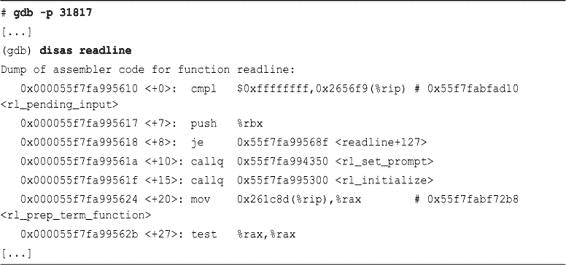 # gdb -p 31817
[...]
(gdb) disas readline
Dump of assembler code for function readline:
0x000055f7fa995610 <+0>: cmpl $0xffffffff,0x2656f9(%rip) # 0x55f7fabfad10
<rl_pending_input>
0x000055f7fa995617 <+7>: push %rbx
0x000055f7fa995618 <+8>: je 0x55f7fa99568f <readline+127>
0x000055f7fa99561a <+10>: callq 0x55f7fa994350 <rl_set_prompt>
0x000055f7fa99561f <+15>: callq 0x55f7fa995300 <rl_initialize>
0x000055f7fa995624 <+20>: mov 0x261c8d(%rip),%rax # 0x55f7fabf72b8
<rl_prep_term_function>
0x000055f7fa99562b <+27>: test %rax,%rax
[...]